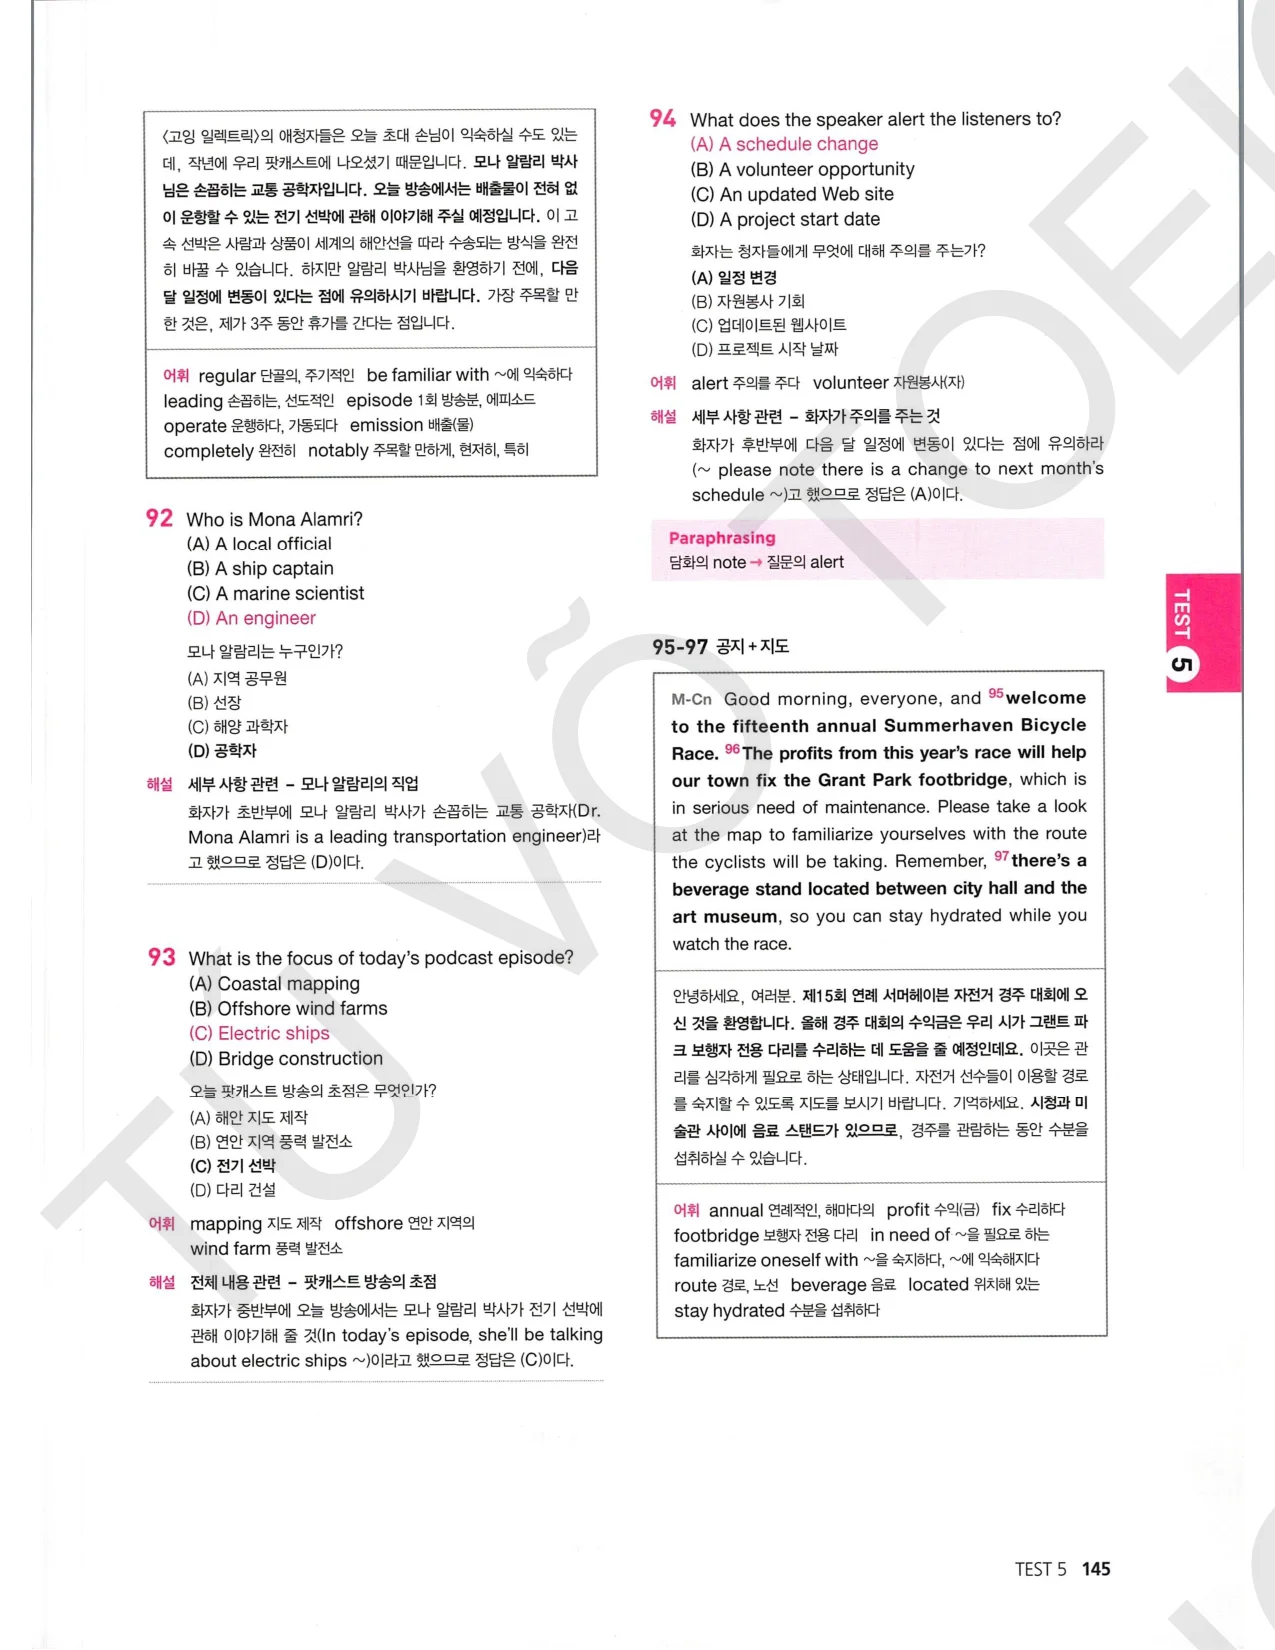 〈고잉 일렉트릭〉의 애청자들은 오늘 초대 손님이 익숙하실 수도 있는
데, 작년에 우리 팟캐스트에 나오셨기 때문입니다. 모나 알람리 박사
님은 손꼽히는 교통 공학자입니다. 오늘 방송에서는 배출물이 전혀 없
이 운항할 수 있는 전기 선박에 관해 이야기해 주실 예정입니다. 이 고
속 선박은 사람과 상품이 세계의 해안선을 따라 수송되는 방식을 완전
히 바꿀 수 있습니다. 하지만 알람리 박사님을 환영하기 전에, 다음
달 일정에 변동이 있다는 점에 유의하시기 바랍니다. 가장 주목할 만
한 것은, 제가 3주 동안 휴가를 간다는 점입니다.
어휘 regular 단골의, 주기적인 be familiar with ~에 익숙하다
leading 손꼽히는, 선도적인 episode 1회 방송분, 에피소드
operate 운행하다, 가동되다 emission 배출(물)
completely 완전히 notably 주목할 만하게, 현저히, 특히
92 Who is Mona Alamri?
(A) A local official
(B) A ship captain
(C) A marine scientist
(D) An engineer
모나 알람리는 누구인가?
(A) 지역 공무원
(B) 선장
(C) 해양 과학자
(D) 공학자
해설 세부 사항 관련 – 모나 알람리의 직업
화자가 초반부에 모나 알람리 박사가 손꼽히는 교통 공학자(Dr.
Mona Alamri is a leading transportation engineer)라
고 했으므로 정답은 (D)이다.
93 What is the focus of today's podcast episode?
(A) Coastal mapping
(B) Offshore wind farms
(C) Electric ships
(D) Bridge construction
오늘 팟캐스트 방송의 초점은 무엇인가?
(A) 해안 지도 제작
(B) 연안 지역 풍력 발전소
(C) 전기 선박
(D) 다리 건설
어휘 mapping 지도 제작 offshore 연안 지역의
wind farm 풍력 발전소
해설 전체 내용 관련 – 팟캐스트 방송의 초점
화자가 중반부에 오늘 방송에서는 모나 알람리 박사가 전기 선박에
관해 이야기해 줄 것(In today's episode, she'll be talking
about electric ships ~)이라고 했으므로 정답은 (C)이다.
94 What does the speaker alert the listeners to?
(A) A schedule change
(B) A volunteer opportunity
(C) An updated Web site
(D) A project start date
화자는 청자들에게 무엇에 대해 주의를 주는가?
(A) 일정 변경
(B) 자원봉사 기회
(C) 업데이트된 웹사이트
(D) 프로젝트 시작 날짜
어휘 alert 주의를 주다 volunteer 자원봉사(자)
해설 세부 사항 관련 – 화자가 주의를 주는 것
화자가 후반부에 다음 달 일정에 변동이 있다는 점에 유의하라
(~ please note there is a change to next month's
schedule ~)고 했으므로 정답은 (A)이다.
Paraphrasing
담화의 note → 질문의 alert
95-97 공지 + 지도
M-Cn Good morning, everyone, and 95welcome
to the fifteenth annual Summerhaven Bicycle
Race. 96The profits from this year's race will help
our town fix the Grant Park footbridge, which is
in serious need of maintenance. Please take a look
at the map to familiarize yourselves with the route
the cyclists will be taking. Remember, 97there's a
beverage stand located between city hall and the
art museum, so you can stay hydrated while you
watch the race.
안녕하세요, 여러분. 제15회 연례 서머헤이븐 자전거 경주 대회에 오
신 것을 환영합니다. 올해 경주 대회의 수익금은 우리 시가 그랜트 파
크 보행자 전용 다리를 수리하는 데 도움을 줄 예정인데요. 이곳은 관
리를 심각하게 필요로 하는 상태입니다. 자전거 선수들이 이용할 경로
를 숙지할 수 있도록 지도를 보시기 바랍니다. 기억하세요. 시청과 미
술관 사이에 음료 스탠드가 있으므로, 경주를 관람하는 동안 수분을
섭취하실 수 있습니다.
어휘 annual 연례적인, 해마다의 profit 수익(금) fix 수리하다
footbridge 보행자 전용 다리 in need of ~을 필요로 하는
familiarize oneself with ~을 숙지하다, ~에 익숙해지다
route 경로, 노선 beverage 음료 located 위치해 있는
stay hydrated 수분을 섭취하다
TEST 5
TEST 5 145
TÚ VÕ TOEIC